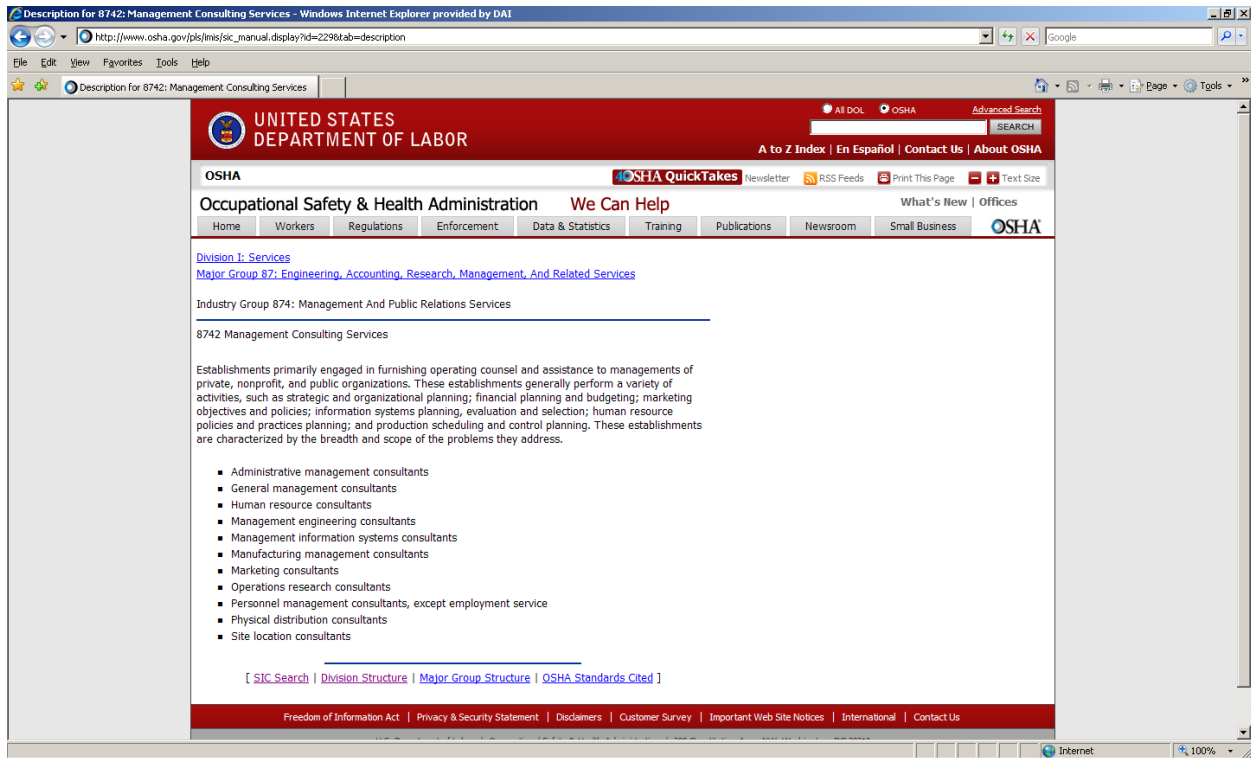 Description for 8742: Management Consulting Services - Windows Internet Explorer provided by DAI
http://www.osha.gov/pls/imis/sic_manual.display?id=229&tab=description
Google
File Edit View Favorites Tools Help
Description for 8742: Management Consulting Services
Page Tools »
UNITED STATES
DEPARTMENT OF LABOR
All DOL OSHA Advanced Search
SEARCH
A to Z Index | En Español | Contact Us | About OSHA
OSHA
40 OSHA QuickTakes Newsletter RSS Feeds Print This Page Text Size
Occupational Safety & Health Administration We Can Help
What's New | Offices
Home Workers Regulations Enforcement Data & Statistics Training Publications Newsroom Small Business OSHA
Division I: Services
Major Group 87: Engineering, Accounting, Research, Management, And Related Services
Industry Group 874: Management And Public Relations Services
8742 Management Consulting Services
Establishments primarily engaged in furnishing operating counsel and assistance to managements of
private, nonprofit, and public organizations. These establishments generally perform a variety of
activities, such as strategic and organizational planning; financial planning and budgeting; marketing
objectives and policies; information systems planning, evaluation and selection; human resource
policies and practices planning; and production scheduling and control planning. These establishments
are characterized by the breadth and scope of the problems they address.
Administrative management consultants
General management consultants
Human resource consultants
Management engineering consultants
Management information systems consultants
Manufacturing management consultants
Marketing consultants
Operations research consultants
Personnel management consultants, except employment service
Physical distribution consultants
Site location consultants
[ SIC Search | Division Structure | Major Group Structure | OSHA Standards Cited ]
Freedom of Information Act | Privacy & Security Statement | Disclaimers | Customer Survey | Important Web Site Notices | International | Contact Us
Internet 100%